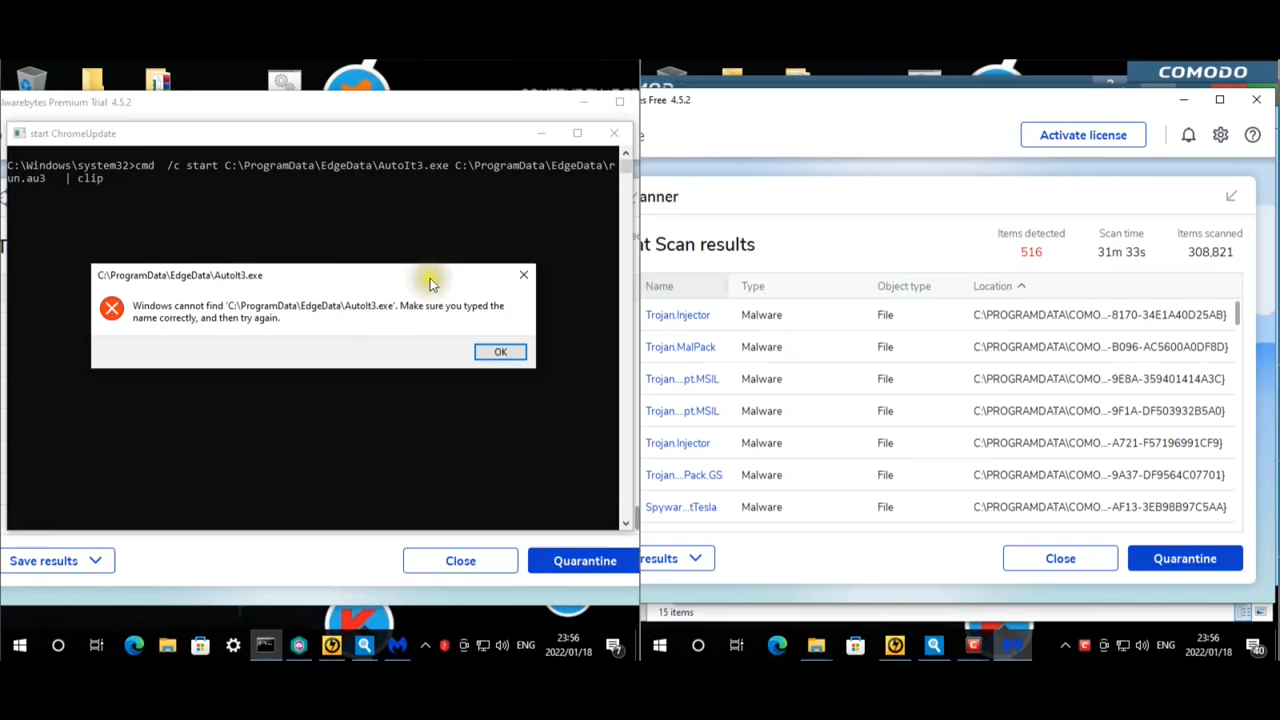 COMODO
lwarebytes Premium Trial 4.5.2
start ChromeUpdate
C:\Windows\system32>cmd  /c start C:\ProgramData\EdgeData\AutoIt3.exe C:\ProgramData\EdgeData\r
un.au3   | clip
C:\ProgramData\EdgeData\AutoIt3.exe
Windows cannot find 'C:\ProgramData\EdgeData\AutoIt3.exe'. Make sure you typed the
name correctly, and then try again.
OK
Save results
Close
Quarantine
ENG
23:56
2022/01/18
7
es Free 4.5.2
Activate license
anner
t Scan results
Items detected
516
Scan time
31m 33s
Items scanned
308,821
Name Type Object type Location
Trojan.Injector Malware File C:\PROGRAMDATA\COMO...-8170-34E1A40D25AB}
Trojan.MalPack Malware File C:\PROGRAMDATA\COMO...-B096-AC5600A0DF8D}
Trojan....pt.MSIL Malware File C:\PROGRAMDATA\COMO...-9E8A-359401414A3C}
Trojan....pt.MSIL Malware File C:\PROGRAMDATA\COMO...-9F1A-DF503932B5A0}
Trojan.Injector Malware File C:\PROGRAMDATA\COMO...-A721-F57196991CF9}
Trojan....Pack.GS Malware File C:\PROGRAMDATA\COMO...-9A37-DF9564C07701}
Spywar...tTesla Malware File C:\PROGRAMDATA\COMO...-AF13-3EB98B97C5AA}
results
Close
Quarantine
15 items
ENG
23:56
2022/01/18
40